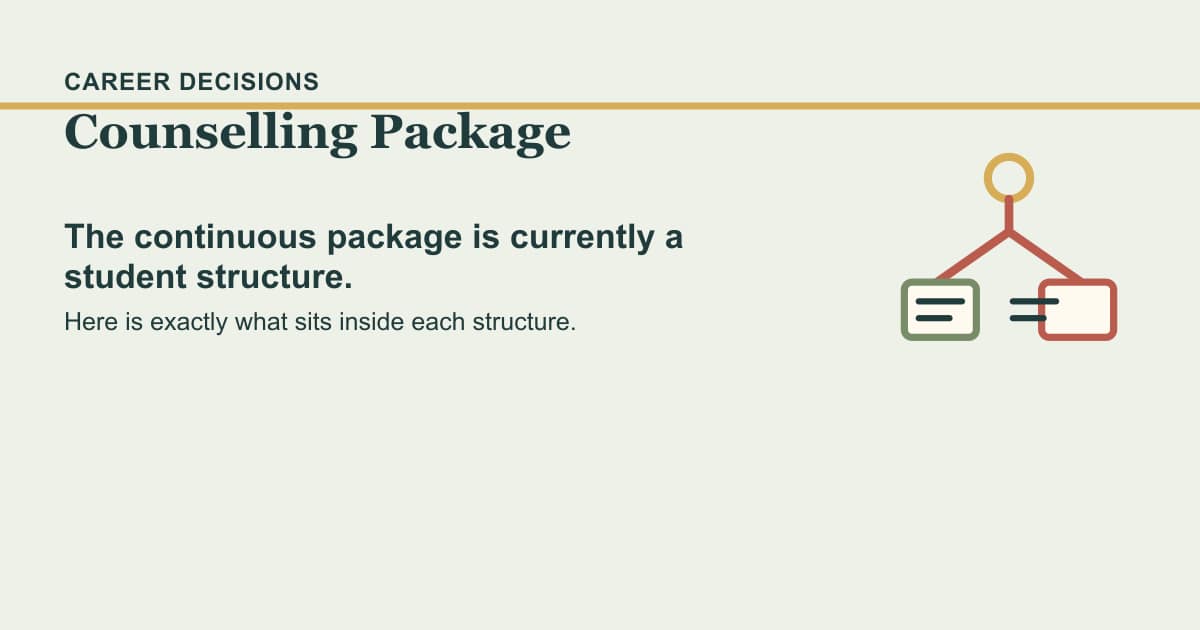 CAREER DECISIONS
Counselling Package
The continuous package is currently a
student structure.
Here is exactly what sits inside each structure.